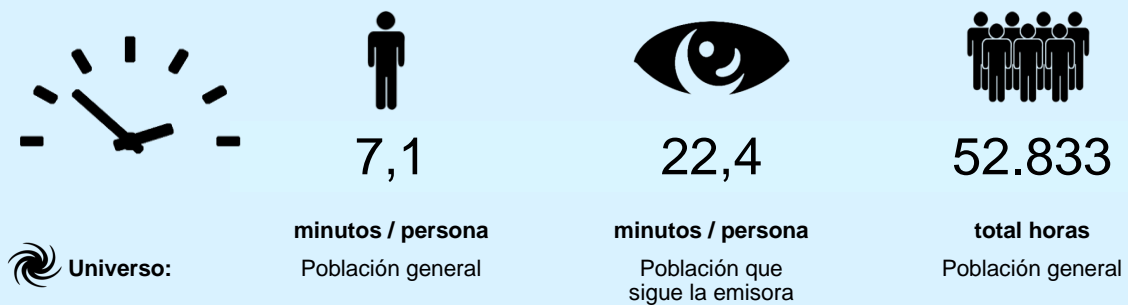 7,1 22,4 52.833
minutos / persona minutos / persona total horas
Universo: Población general Población que Población general
sigue la emisora